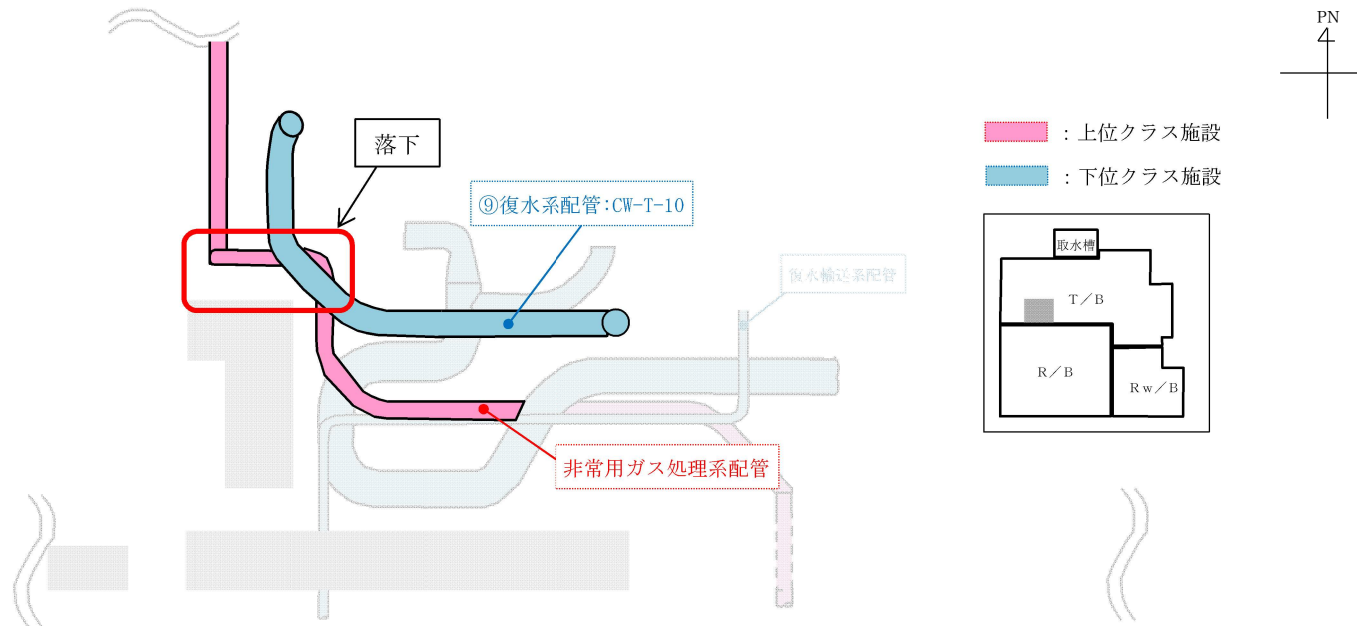 PN
落下
：上位クラス施設
：下位クラス施設
⑨復水系配管:CW-T-10
復水輸送系配管
取水槽
T／B
R／B
Rw／B
非常用ガス処理系配管